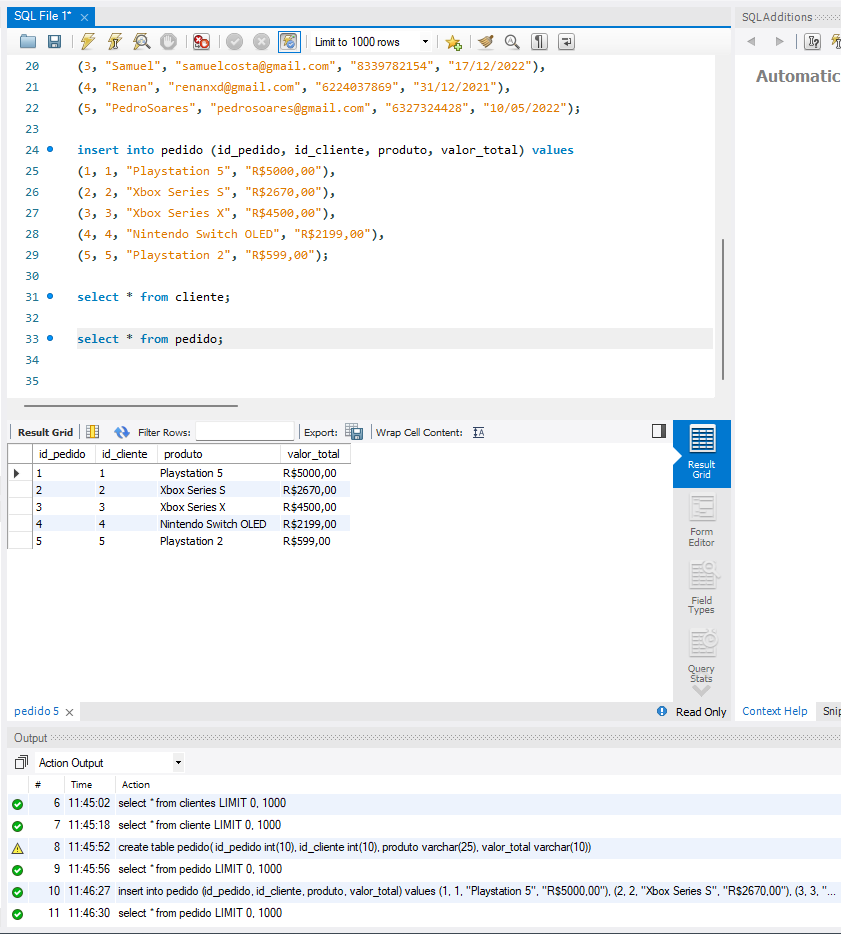 SQL File 1*
SQLAdditions
Limit to 1000 rows
Automatic
20 (3, "Samuel", "samuelcosta@gmail.com", "8339782154", "17/12/2022"),
21 (4, "Renan", "renanxd@gmail.com", "6224037869", "31/12/2021"),
22 (5, "PedroSoares", "pedrosoares@gmail.com", "6327324428", "10/05/2022");
23
24 insert into pedido (id_pedido, id_cliente, produto, valor_total) values
25 (1, 1, "Playstation 5", "R$5000,00"),
26 (2, 2, "Xbox Series S", "R$2670,00"),
27 (3, 3, "Xbox Series X", "R$4500,00"),
28 (4, 4, "Nintendo Switch OLED", "R$2199,00"),
29 (5, 5, "Playstation 2", "R$599,00");
30
31 select * from cliente;
32
33 select * from pedido;
34
35
Result Grid Filter Rows: Export: Wrap Cell Content:
id_pedido id_cliente produto valor_total
1 1 Playstation 5 R$5000,00
2 2 Xbox Series S R$2670,00
3 3 Xbox Series X R$4500,00
4 4 Nintendo Switch OLED R$2199,00
5 5 Playstation 2 R$599,00
Result
Grid
Form
Editor
Field
Types
Query
Stats
pedido 5
Read Only
Context Help
Snip
Output
Action Output
# Time Action
6 11:45:02 select * from clientes LIMIT 0, 1000
7 11:45:18 select * from cliente LIMIT 0, 1000
8 11:45:52 create table pedido( id_pedido int(10), id_cliente int(10), produto varchar(25), valor_total varchar(10))
9 11:45:56 select * from pedido LIMIT 0, 1000
10 11:46:27 insert into pedido (id_pedido, id_cliente, produto, valor_total) values (1, 1, "Playstation 5", "R$5000,00"), (2, 2, "Xbox Series S", "R$2670,00"), (3, 3, "...
11 11:46:30 select * from pedido LIMIT 0, 1000